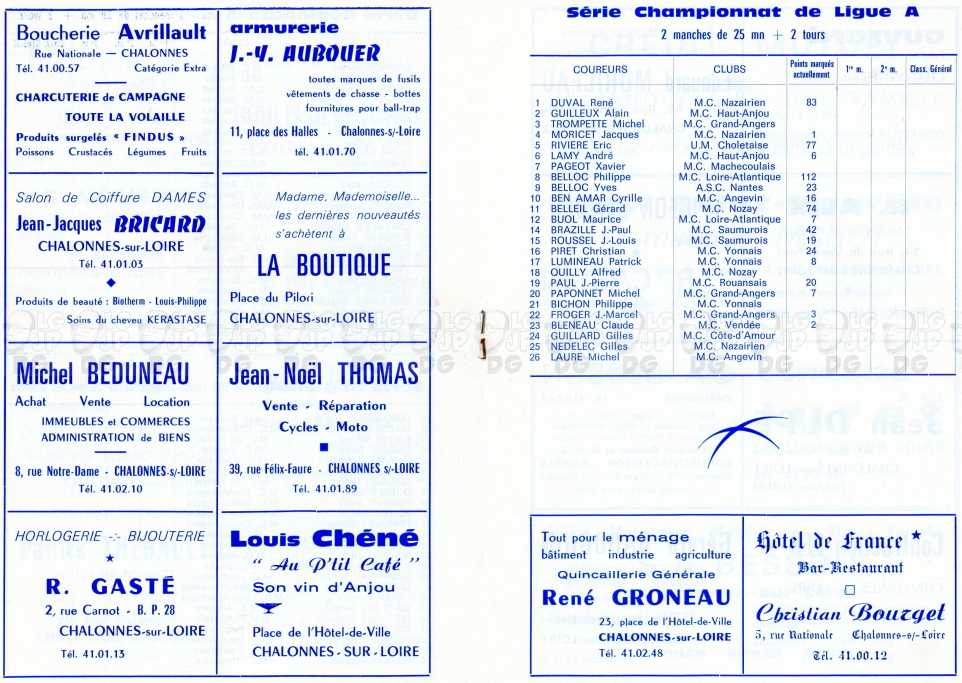 Boucherie Avrillault
Rue Nationale — CHALONNES
Tél. 41.00.57 Catégorie Extra
CHARCUTERIE de CAMPAGNE
TOUTE LA VOLAILLE
Produits surgelés « FINDUS »
Poissons Crustacés Légumes Fruits
armurerie
J.-Y. AUBOUER
toutes marques de fusils
vêtements de chasse - bottes
fournitures pour ball-trap
11, place des Halles - Chalonnes s/Loire
tél. 41.01.70
Salon de Coiffure DAMES
Jean-Jacques BRICARD
CHALONNES-sur-LOIRE
Tél. 41.01.03
Produits de beauté : Biotherm - Louis-Philippe
Soins du cheveu KERASTASE
Madame, Mademoiselle...
les dernières nouveautés
s'achètent à
LA BOUTIQUE
Place du Pilori
CHALONNES-sur-LOIRE
Michel BEDUNEAU
Achat Vente Location
IMMEUBLES et COMMERCES
ADMINISTRATION de BIENS
8, rue Notre-Dame - CHALONNES-s/-LOIRE
Tél. 41.02.10
Jean-Noël THOMAS
Vente - Réparation
Cycles - Moto
39, rue Félix-Faure - CHALONNES s/-LOIRE
Tél. 41.01.89
HORLOGERIE -:- BIJOUTERIE
R. GASTÉ
2, rue Carnot - B. P. 28
CHALONNES-sur-LOIRE
Tél. 41.01.13
Louis Chéné
" Au P'tit Café "
Son vin d'Anjou
Place de l'Hôtel-de-Ville
CHALONNES - SUR - LOIRE
Série Championnat de Ligue A
2 manches de 25 mn + 2 tours
COUREURS CLUBS Points marqués actuellement 1re m. 2e m. Class. Général
1 DUVAL René M.C. Nazairien 83
2 GUILLEUX Alain M.C. Haut-Anjou
3 TROMPETTE Michel M.C. Grand-Angers
4 MORICET Jacques M.C. Nazairien 1
5 RIVIERE Eric U.M. Choletaise 77
6 LAMY André M.C. Haut-Anjou 6
7 PAGEOT Xavier M.C. Machecoulais
8 BELLOC Philippe M.C. Loire-Atlantique 112
9 BELLOC Yves A.S.C. Nantes 23
10 BEN AMAR Cyrille M.C. Angevin 16
11 BELLEIL Gérard M.C. Nozay 74
12 BUOL Maurice M.C. Loire-Atlantique 7
14 BRAZILLE J.-Paul M.C. Saumurois 42
15 ROUSSEL J.-Louis M.C. Saumurois 19
16 PIRET Christian M.C. Yonnais 24
17 LUMINEAU Patrick M.C. Yonnais 8
18 QUILLY Alfred M.C. Nozay
19 PAUL J.-Pierre M.C. Rouansais 20
20 PAPONNET Michel M.C. Grand-Angers 7
21 BICHON Philippe M.C. Yonnais
22 FROGER J.-Marcel M.C. Grand-Angers 3
23 BLENEAU Claude M.C. Vendée 2
24 GUILLARD Gilles M.C. Côte-d'Amour
25 NEDELEC Gilles M.C. Nazairien
26 LAURE Michel M.C. Angevin
Tout pour le ménage
bâtiment industrie agriculture
Quincaillerie Générale
René GRONEAU
23, place de l'Hôtel-de-Ville
CHALONNES-sur-LOIRE
Tél. 41.02.48
Hôtel de France
Bar-Restaurant
Christian Bourget
5, rue Nationale Chalonnes-s/-Loire
Tél. 41.00.12